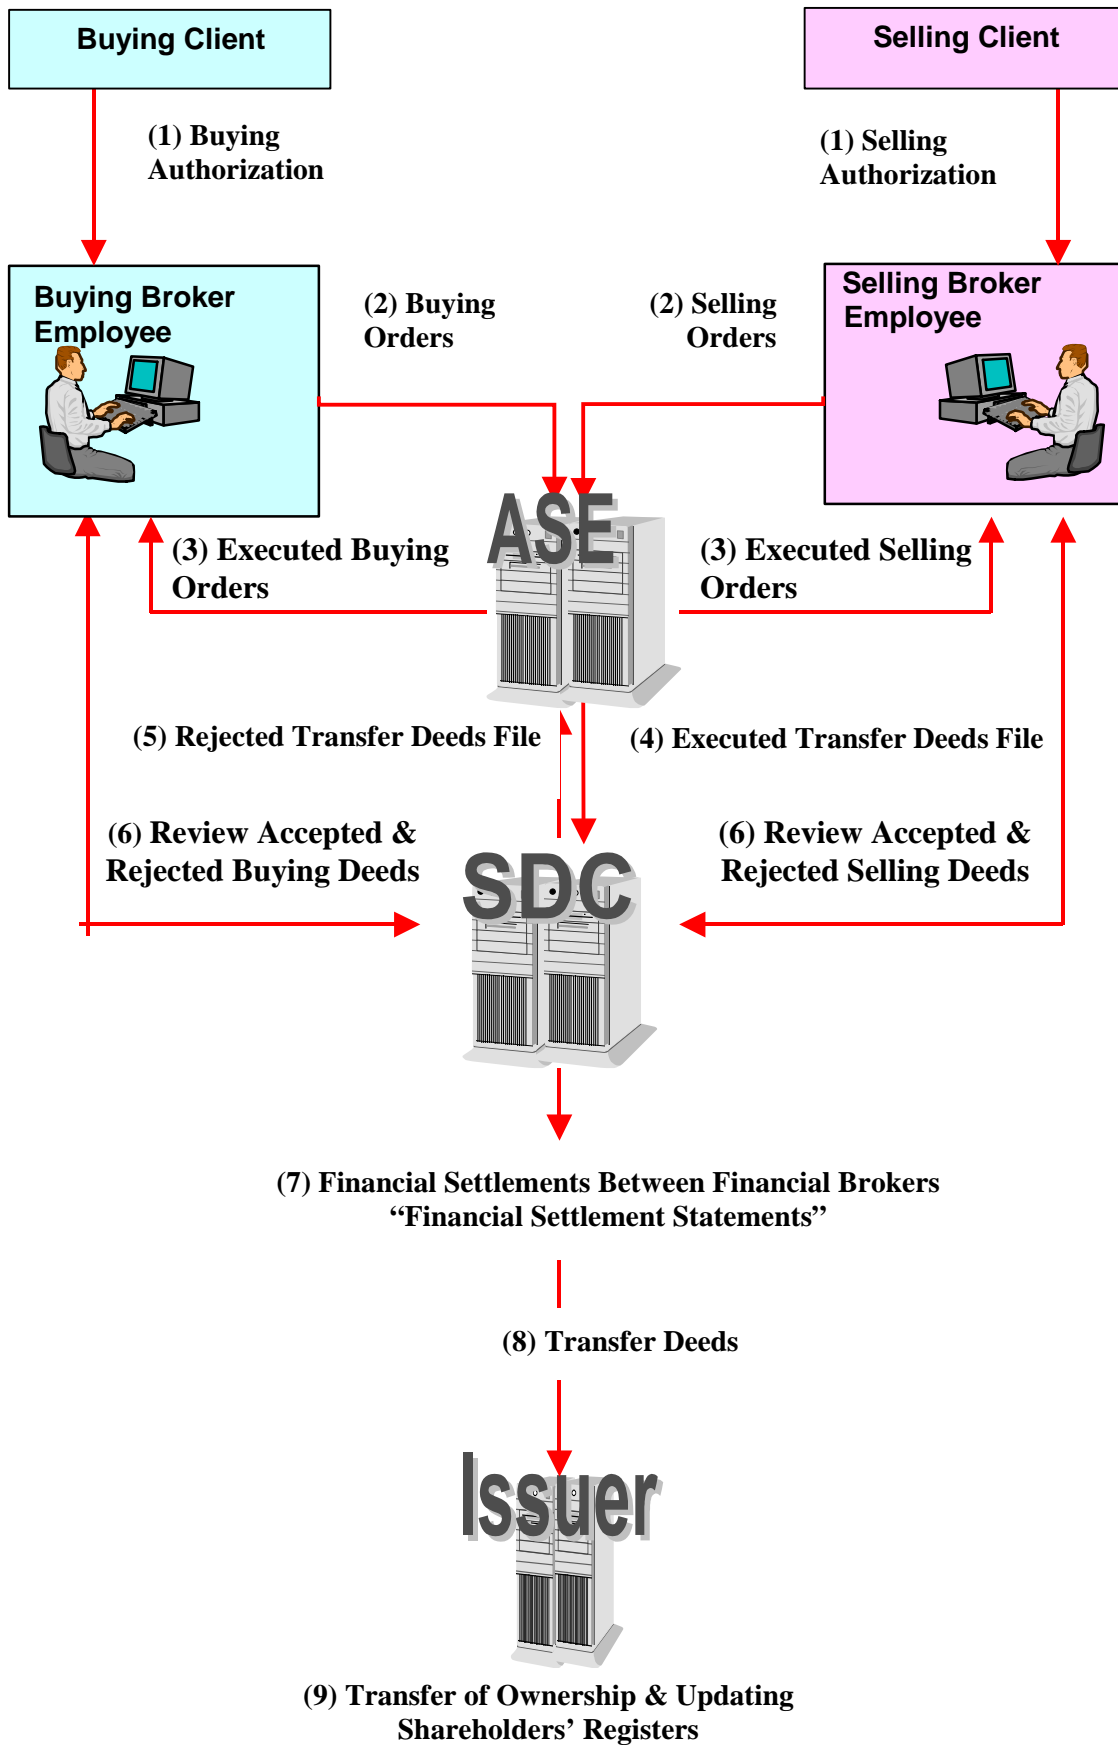 Buying Client
Selling Client
(1) Buying
Authorization
(1) Selling
Authorization
Buying Broker
Employee
(2) Buying
Orders
(2) Selling
Orders
Selling Broker
Employee
ASE
(3) Executed Buying
Orders
(3) Executed Selling
Orders
(5) Rejected Transfer Deeds File
(4) Executed Transfer Deeds File
(6) Review Accepted &
Rejected Buying Deeds
(6) Review Accepted &
Rejected Selling Deeds
SDC
(7) Financial Settlements Between Financial Brokers
“Financial Settlement Statements”
(8) Transfer Deeds
Issuer
(9) Transfer of Ownership & Updating
Shareholders’ Registers